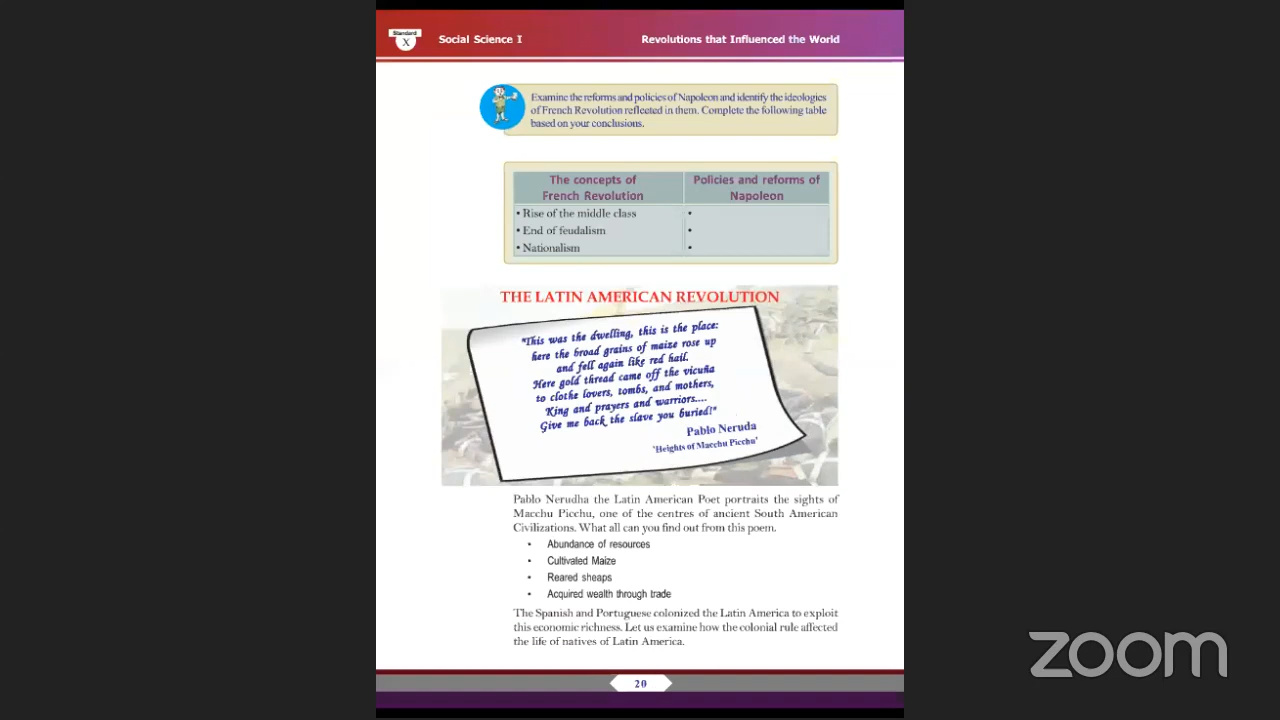 Standard
X
Social Science I
Revolutions that Influenced the World
Examine the reforms and policies of Napoleon and identify the ideologies
of French Revolution reflected in them. Complete the following table
based on your conclusions.
The concepts of
French Revolution
Policies and reforms of
Napoleon
• Rise of the middle class
•
• End of feudalism
•
• Nationalism
•
THE LATIN AMERICAN REVOLUTION
"This was the dwelling, this is the place:
here the broad grains of maize rose up
and fell again like red hail.
Here gold thread came off the vicuña
to clothe lovers, tombs, and mothers,
King and prayers and warriors....
Give me back the slave you buried!"
Pablo Neruda
'Heights of Macchu Picchu'
Pablo Nerudha the Latin American Poet portraits the sights of
Macchu Picchu, one of the centres of ancient South American
Civilizations. What all can you find out from this poem.
• Abundance of resources
• Cultivated Maize
• Reared sheaps
• Acquired wealth through trade
The Spanish and Portuguese colonized the Latin America to exploit
this economic richness. Let us examine how the colonial rule affected
the life of natives of Latin America.
20
zoom